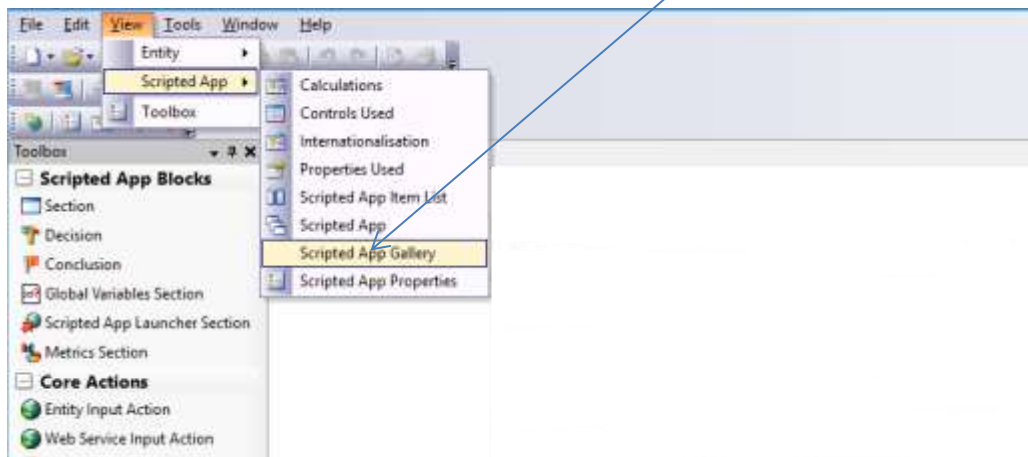 File Edit View Tools Window Help
Entity
Scripted App
Toolbox
Calculations
Controls Used
Internationalisation
Properties Used
Scripted App Item List
Scripted App
Scripted App Gallery
Scripted App Properties
Toolbox
Scripted App Blocks
Section
Decision
Conclusion
Global Variables Section
Scripted App Launcher Section
Metrics Section
Core Actions
Entity Input Action
Web Service Input Action